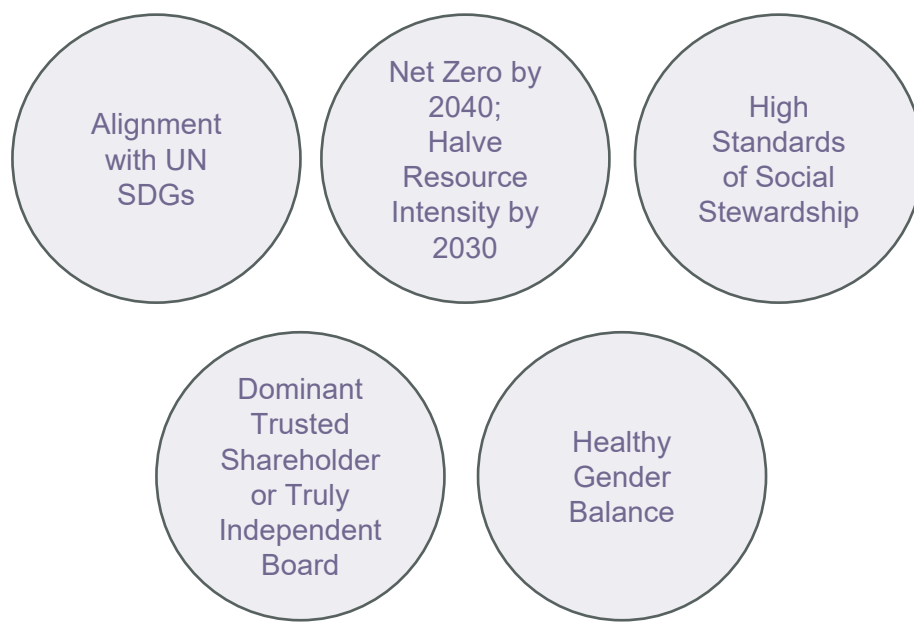 Alignment
with UN
SDGs
Net Zero by
2040;
Halve
Resource
Intensity by
2030
High
Standards
of Social
Stewardship
Dominant
Trusted
Shareholder
or Truly
Independent
Board
Healthy
Gender
Balance